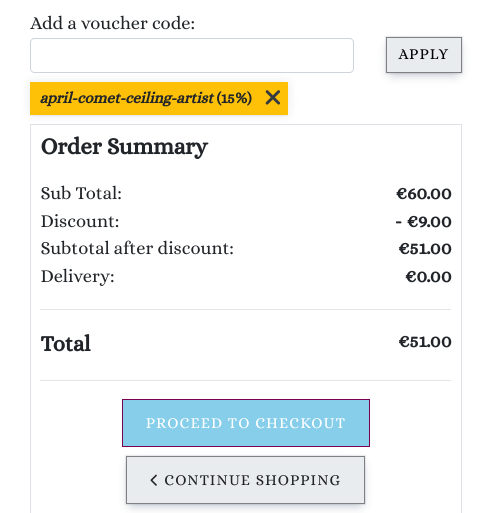 Add a voucher code:
APPLY
april-comet-ceiling-artist (15%)
Order Summary
Sub Total: €60.00
Discount: - €9.00
Subtotal after discount: €51.00
Delivery: €0.00
Total €51.00
PROCEED TO CHECKOUT
CONTINUE SHOPPING